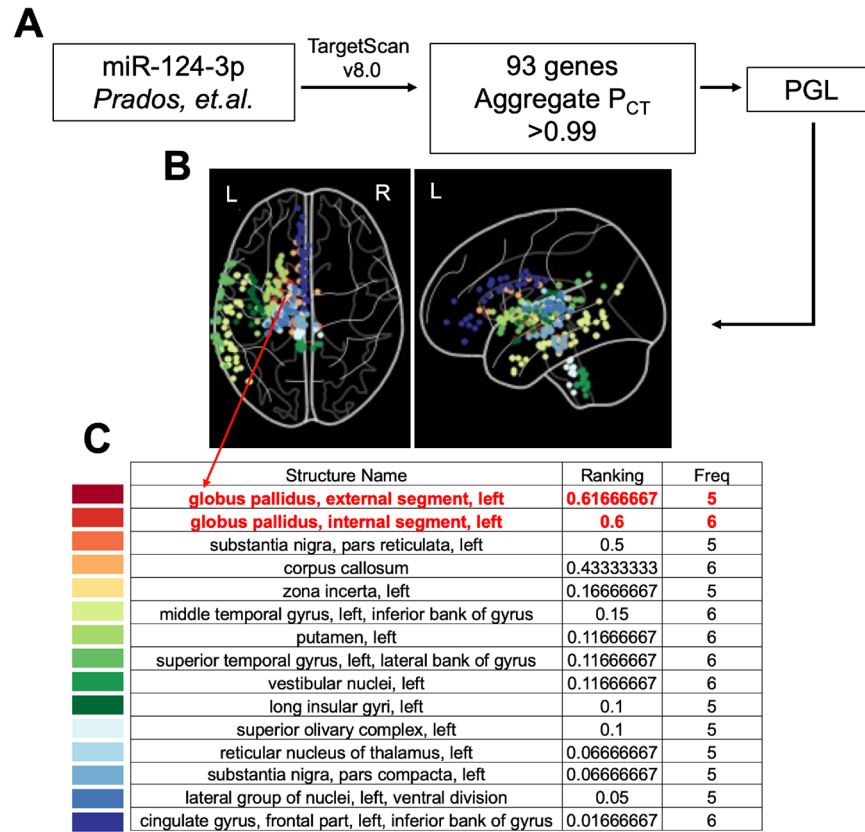 A
miR-124-3p
Prados, et.al.
TargetScan
v8.0
93 genes
Aggregate PCT
>0.99
PGL
B
L R
L
C
Structure Name Ranking Freq
globus pallidus, external segment, left 0.61666667 5
globus pallidus, internal segment, left 0.6 6
substantia nigra, pars reticulata, left 0.5 5
corpus callosum 0.43333333 6
zona incerta, left 0.16666667 5
middle temporal gyrus, left, inferior bank of gyrus 0.15 6
putamen, left 0.11666667 6
superior temporal gyrus, left, lateral bank of gyrus 0.11666667 6
vestibular nuclei, left 0.11666667 6
long insular gyri, left 0.1 5
superior olivary complex, left 0.1 5
reticular nucleus of thalamus, left 0.06666667 5
substantia nigra, pars compacta, left 0.06666667 5
lateral group of nuclei, left, ventral division 0.05 5
cingulate gyrus, frontal part, left, inferior bank of gyrus 0.01666667 6